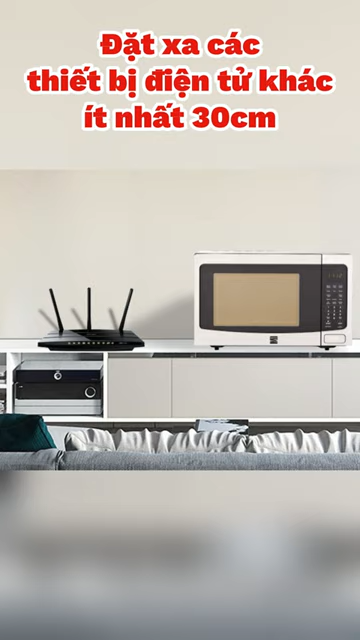 Đặt xa các
thiết bị điện tử khác
ít nhất 30cm